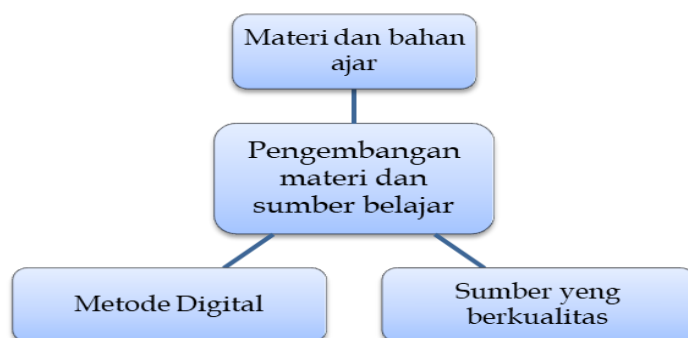 Materi dan bahan
ajar
Pengembangan
materi dan
sumber belajar
Metode Digital
Sumber yeng
berkualitas